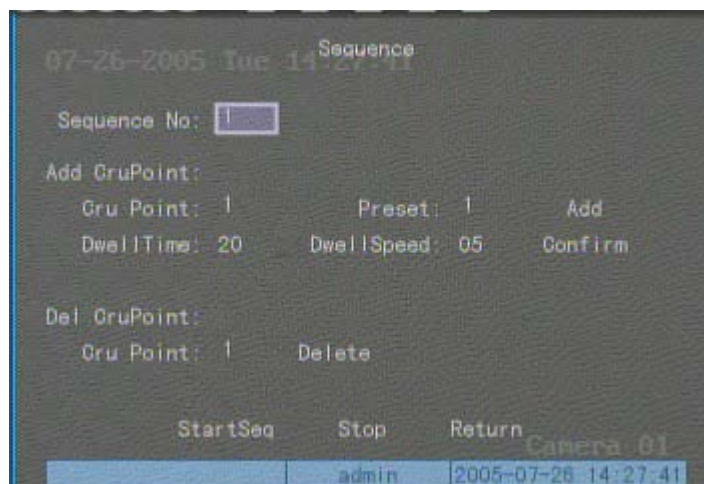 Sequence
07-26-2005 Tue 14:27:41
Sequence No: 1
Add CruPoint:
Cru Point: 1 Preset: 1 Add
DwellTime: 20 DwellSpeed: 05 Confirm
Del CruPoint:
Cru Point: 1 Delete
StartSeq Stop Return
Camera 01
admin 2005-07-26 14:27:41